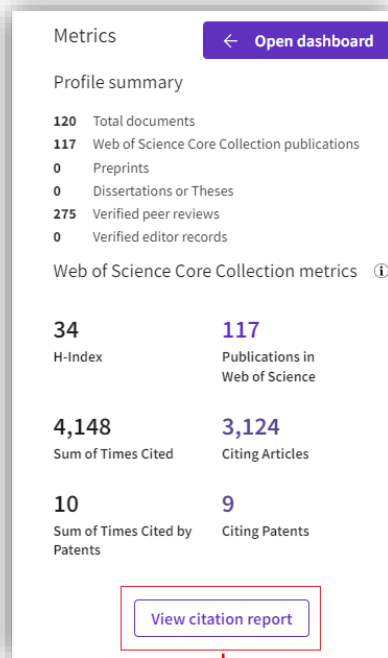 Metrics
← Open dashboard
Profile summary
120 Total documents
117 Web of Science Core Collection publications
0 Preprints
0 Dissertations or Theses
275 Verified peer reviews
0 Verified editor records
Web of Science Core Collection metrics
34 117
H-Index Publications in
Web of Science
4,148 3,124
Sum of Times Cited Citing Articles
10 9
Sum of Times Cited by Citing Patents
Patents
View citation report